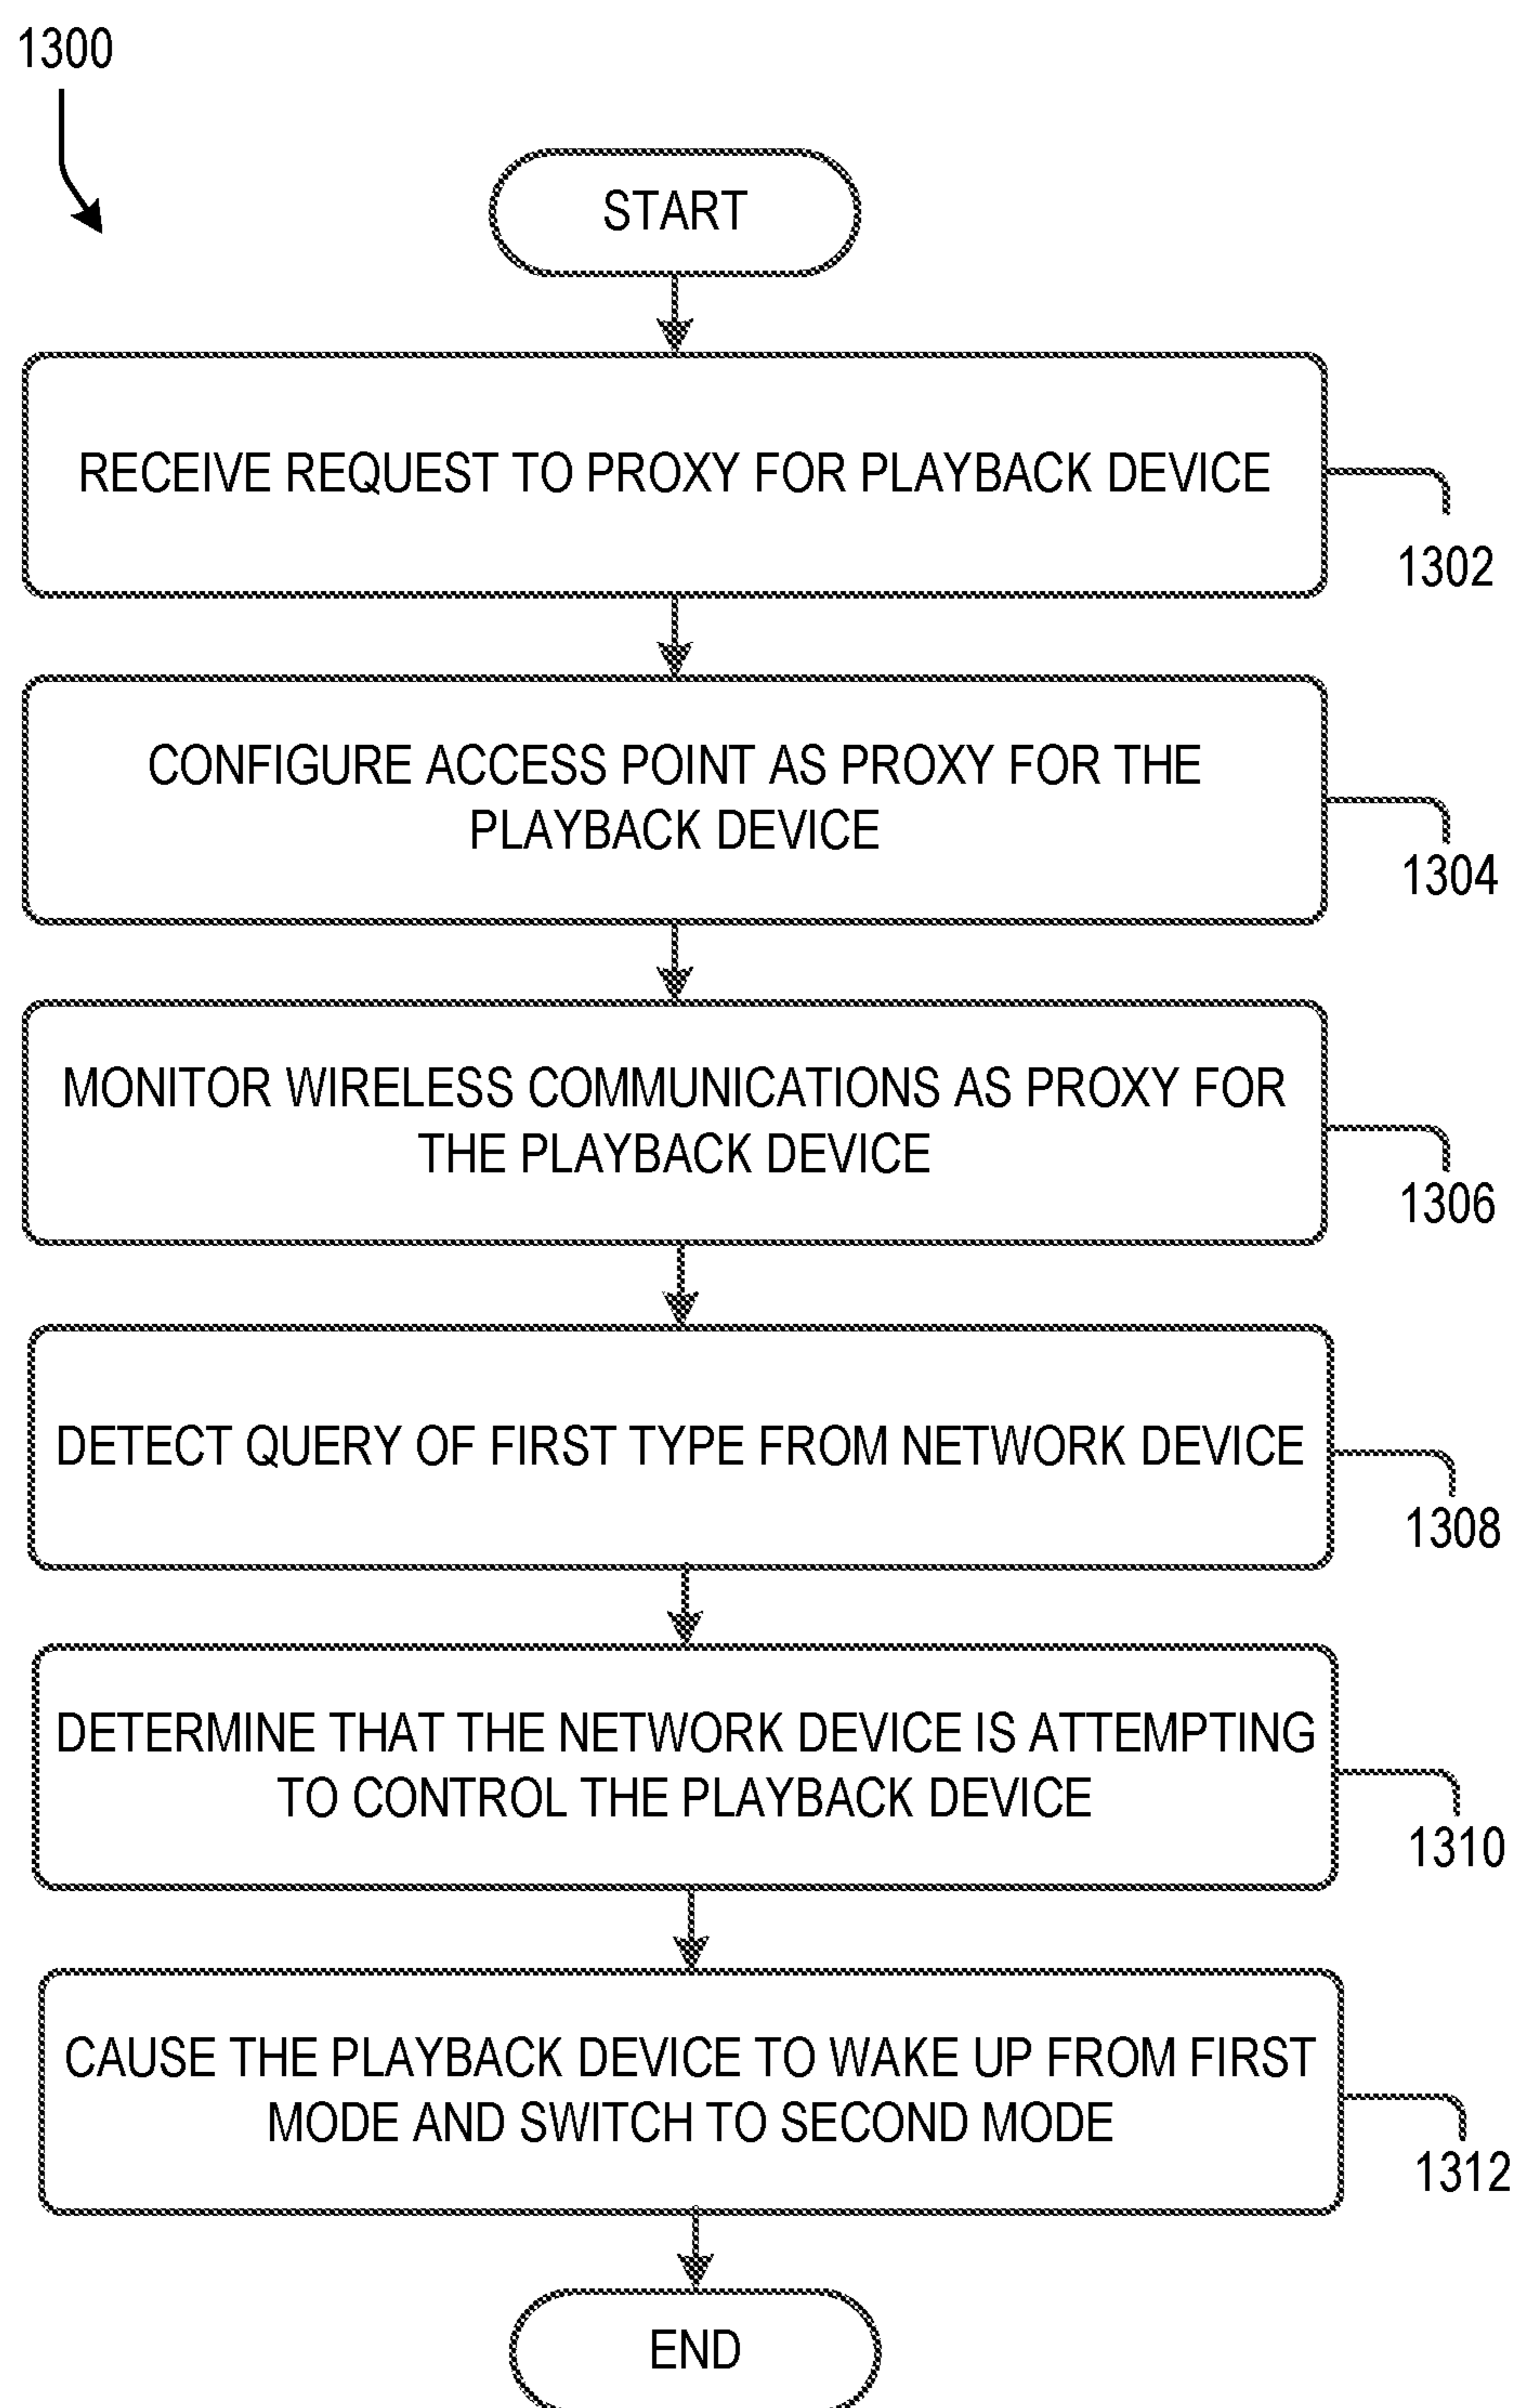 1300
START
RECEIVE REQUEST TO PROXY FOR PLAYBACK DEVICE
1302
CONFIGURE ACCESS POINT AS PROXY FOR THE
PLAYBACK DEVICE
1304
MONITOR WIRELESS COMMUNICATIONS AS PROXY FOR
THE PLAYBACK DEVICE
1306
DETECT QUERY OF FIRST TYPE FROM NETWORK DEVICE
1308
DETERMINE THAT THE NETWORK DEVICE IS ATTEMPTING
TO CONTROL THE PLAYBACK DEVICE
1310
CAUSE THE PLAYBACK DEVICE TO WAKE UP FROM FIRST
MODE AND SWITCH TO SECOND MODE
1312
END